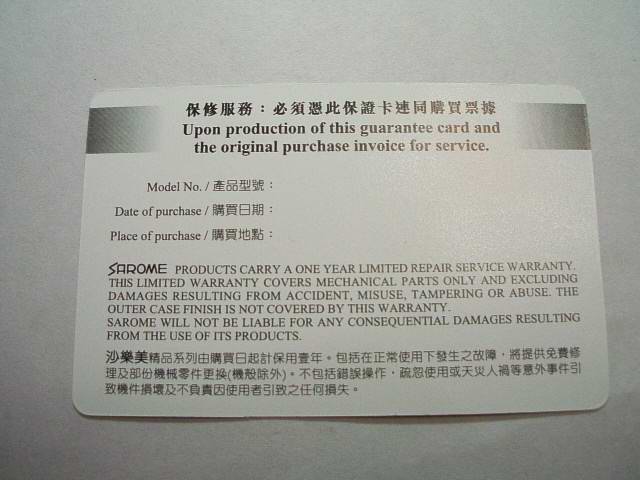 保修服務：必須憑此保證卡連同購買票據
Upon production of this guarantee card and
the original purchase invoice for service.
Model No. / 產品型號：
Date of purchase / 購買日期：
Place of purchase / 購買地點：
SAROME PRODUCTS CARRY A ONE YEAR LIMITED REPAIR SERVICE WARRANTY.
THIS LIMITED WARRANTY COVERS MECHANICAL PARTS ONLY AND EXCLUDING
DAMAGES RESULTING FROM ACCIDENT, MISUSE, TAMPERING OR ABUSE. THE
OUTER CASE FINISH IS NOT COVERED BY THIS WARRANTY.
SAROME WILL NOT BE LIABLE FOR ANY CONSEQUENTIAL DAMAGES RESULTING
FROM THE USE OF ITS PRODUCTS.
沙樂美精品系列由購買日起計保用壹年。包括在正常使用下發生之故障，將提供免費修
理及部份機械零件更換(機殼除外)。不包括錯誤操作，疏忽使用或天災人禍等意外事件引
致機件損壞及不負責因使用者引致之任何損失。